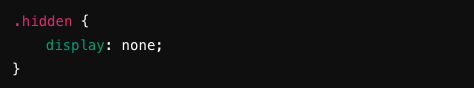 .hidden {
    display: none;
}